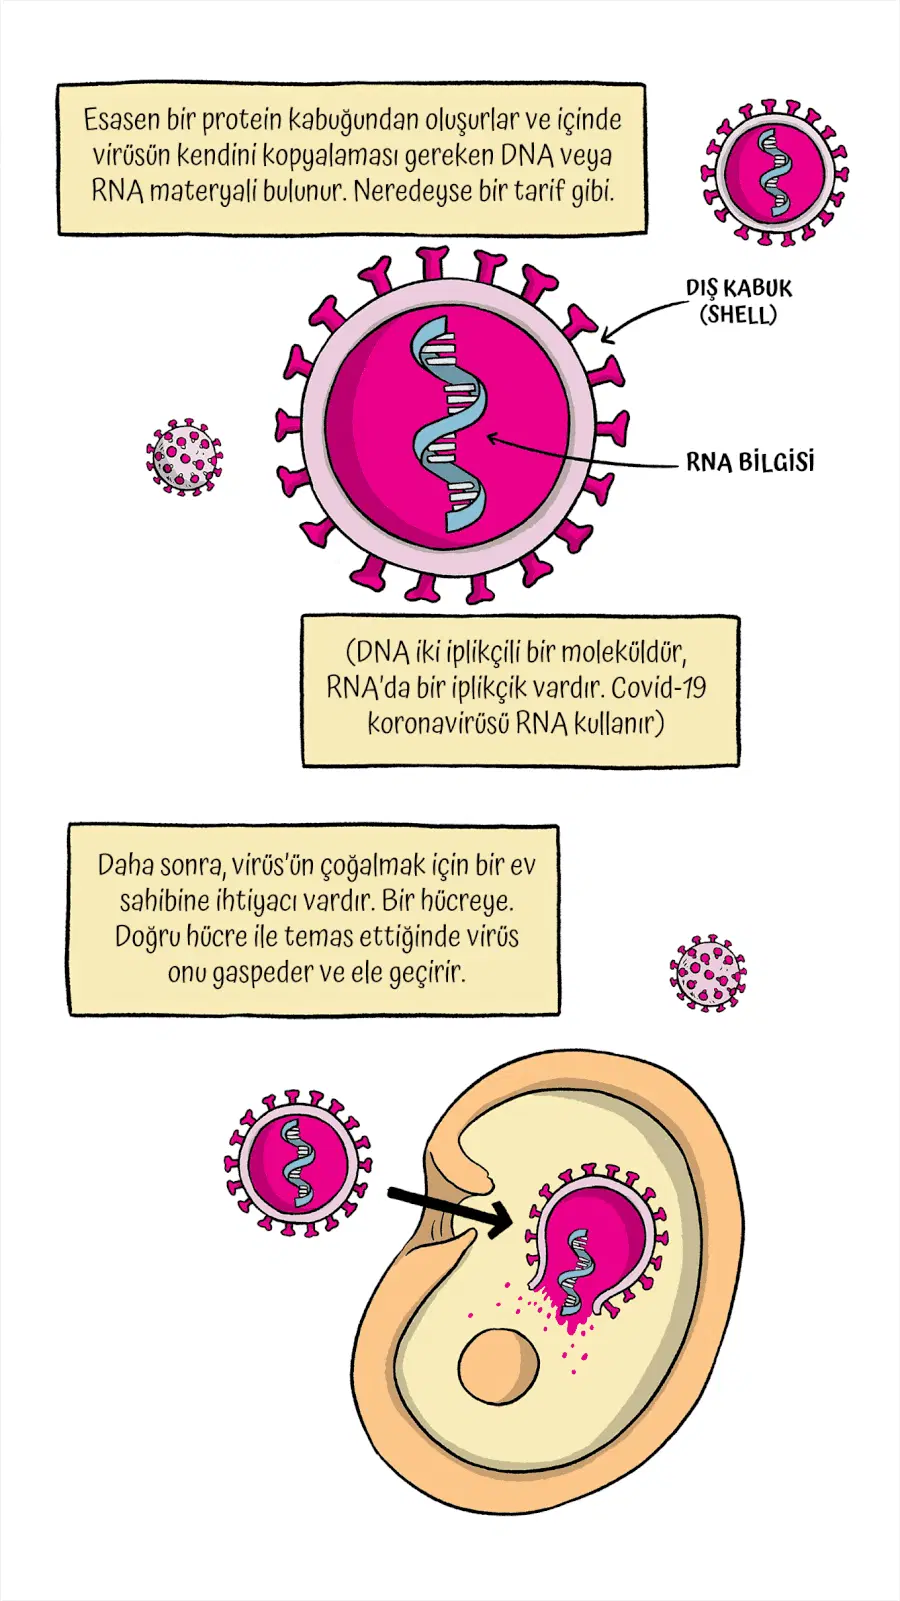 Esasen bir protein kabuğundan oluşurlar ve içinde
virüsün kendini kopyalaması gereken DNA veya
RNA materyali bulunur. Neredeyse bir tarif gibi.
DIŞ KABUK
(SHELL)
RNA BİLGİSİ
(DNA iki iplikçili bir moleküldür,
RNA'da bir iplikçik vardır. Covid-19
koronavirüsü RNA kullanır)
Daha sonra, virüs'ün çoğalmak için bir ev
sahibine ihtiyacı vardır. Bir hücreye.
Doğru hücre ile temas ettiğinde virüs
onu gaspeder ve ele geçirir.